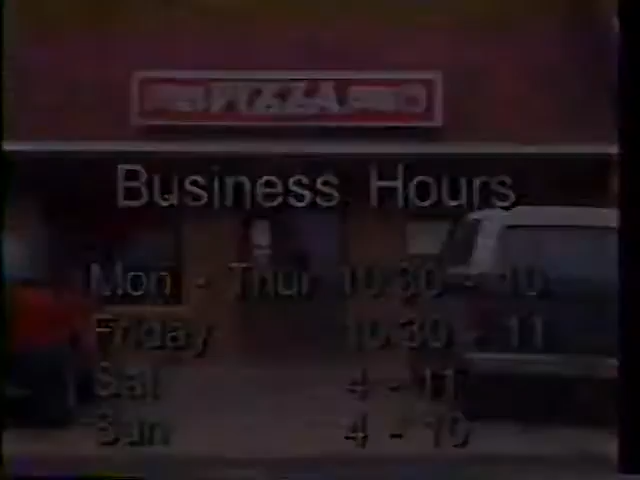 PIZZA
Business Hours
Mon - Thur 10:30 - 10
Friday 10:30 - 11
Sat 4 - 11
Sun 4 - 10